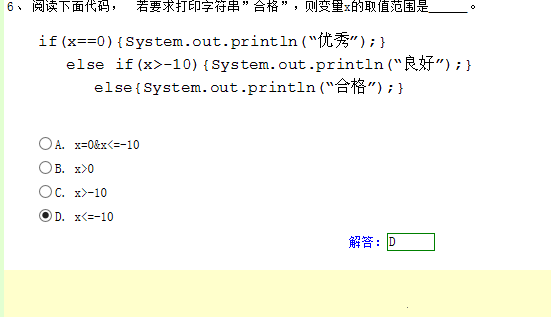 6、阅读下面代码， 若要求打印字符串”合格”，则变量x的取值范围是_____。
if(x==0){System.out.println(“优秀”);}
else if(x>-10){System.out.println(“良好”);}
else{System.out.println(“合格”);}
A. x=0&x<=-10
B. x>0
C. x>-10
D. x<=-10
解答：D